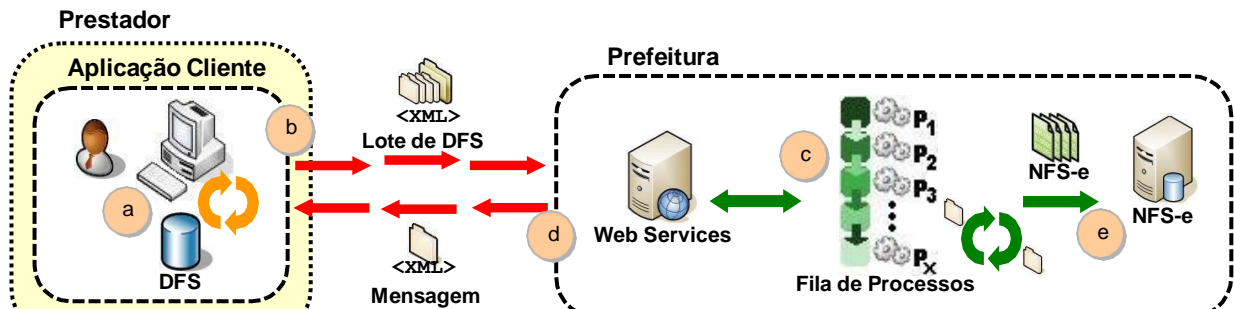 Prestador
Aplicação Cliente
a
DFS
b
<XML>
Lote de DFS
<XML>
Mensagem
d
Prefeitura
Web Services
c
P1
P2
P3
Px
Fila de Processos
NFS-e
e
NFS-e